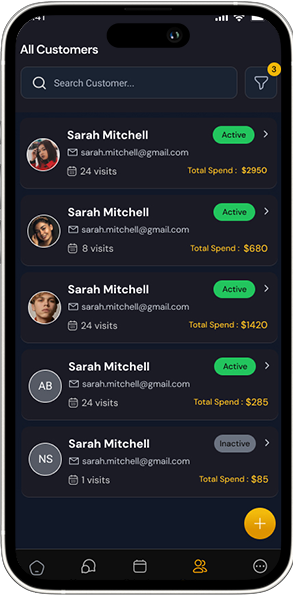 All Customers
3
Search Customer...
Sarah Mitchell
Active
sarah.mitchell@gmail.com
24 visits
Total Spend : $2950
Sarah Mitchell
Active
sarah.mitchell@gmail.com
8 visits
Total Spend : $680
Sarah Mitchell
Active
sarah.mitchell@gmail.com
24 visits
Total Spend : $1420
AB
Sarah Mitchell
Active
sarah.mitchell@gmail.com
24 visits
Total Spend : $285
NS
Sarah Mitchell
Inactive
sarah.mitchell@gmail.com
1 visits
Total Spend : $85